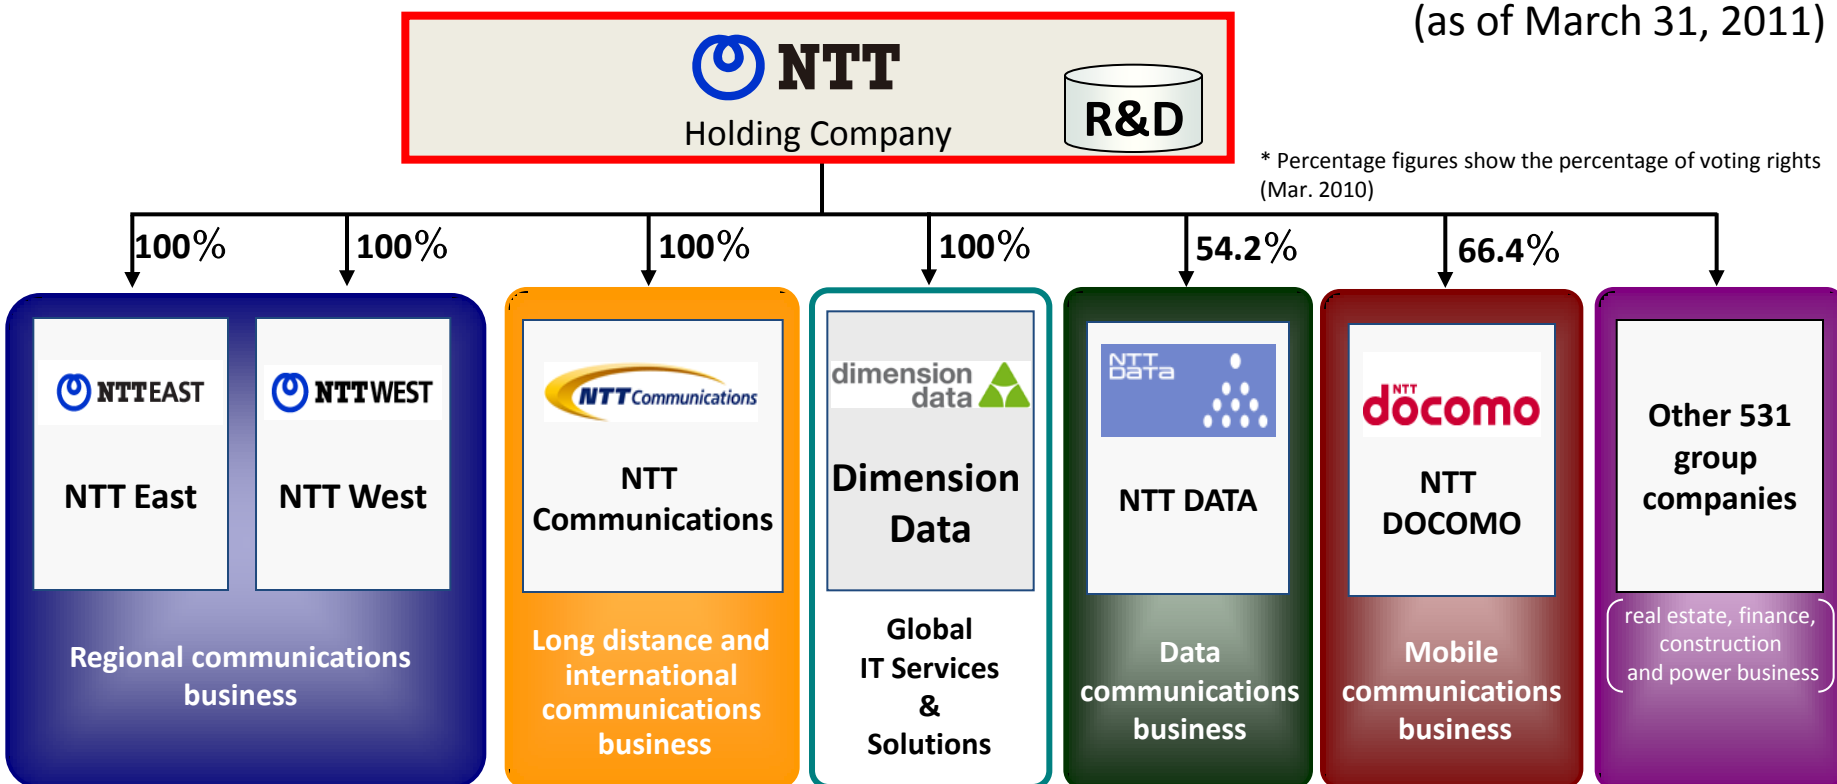 (as of March 31, 2011)
NTT
Holding Company
R&D
* Percentage figures show the percentage of voting rights
(Mar. 2010)
100%
100%
100%
100%
54.2%
66.4%
NTT EAST
NTT East
NTT WEST
NTT West
Regional communications
business
NTT Communications
NTT
Communications
Long distance and
international
communications
business
dimension
data
Dimension
Data
Global
IT Services
&
Solutions
NTT
Data
NTT DATA
Data
communications
business
NTT
docomo
NTT
DOCOMO
Mobile
communications
business
Other 531
group
companies
real estate, finance,
construction
and power business